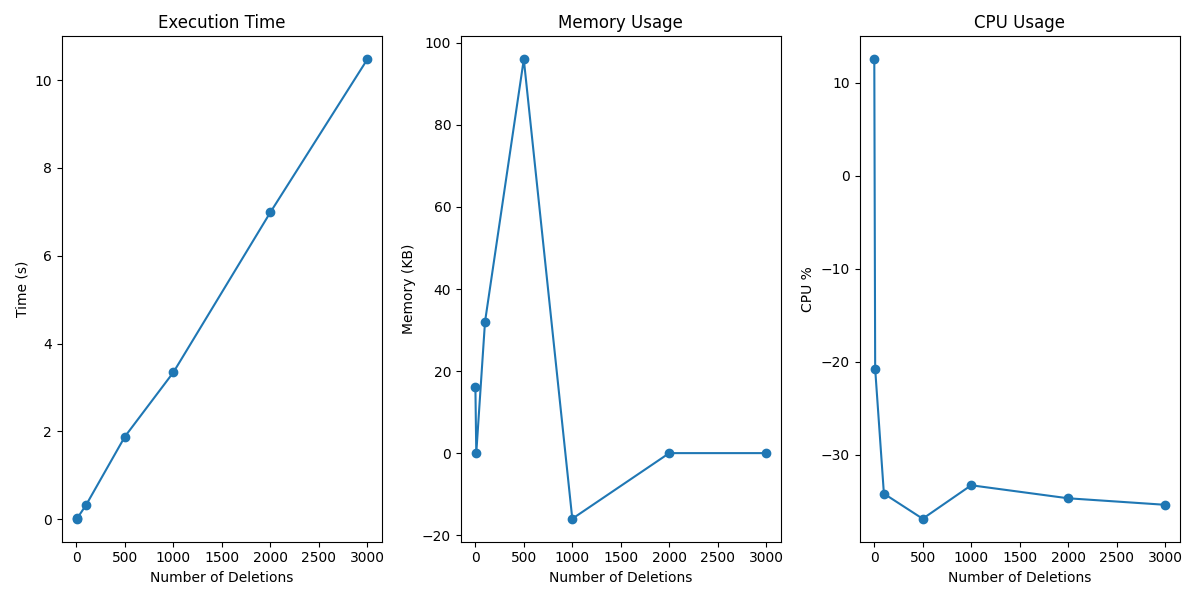 Execution Time
Time (s)
10
8
6
4
2
0
0 500 1000 1500 2000 2500 3000
Number of Deletions
Memory Usage
Memory (KB)
100
80
60
40
20
0
−20
0 500 1000 1500 2000 2500 3000
Number of Deletions
CPU Usage
CPU %
10
0
−10
−20
−30
0 500 1000 1500 2000 2500 3000
Number of Deletions